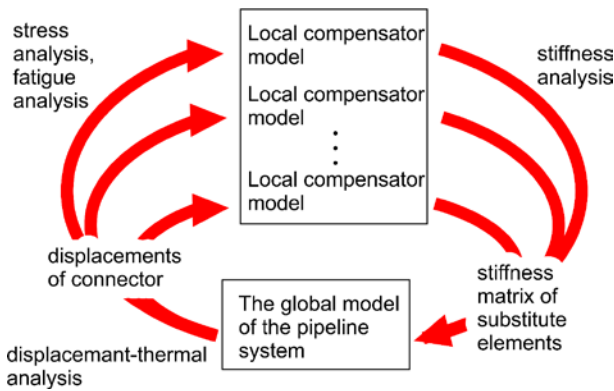 stress
analysis,
fatigue
analysis
Local compensator
model
Local compensator
model
Local compensator
model
stiffness
analysis
displacements
of connector
The global model
of the pipeline
system
stiffness
matrix of
substitute
elements
displacemant-thermal
analysis